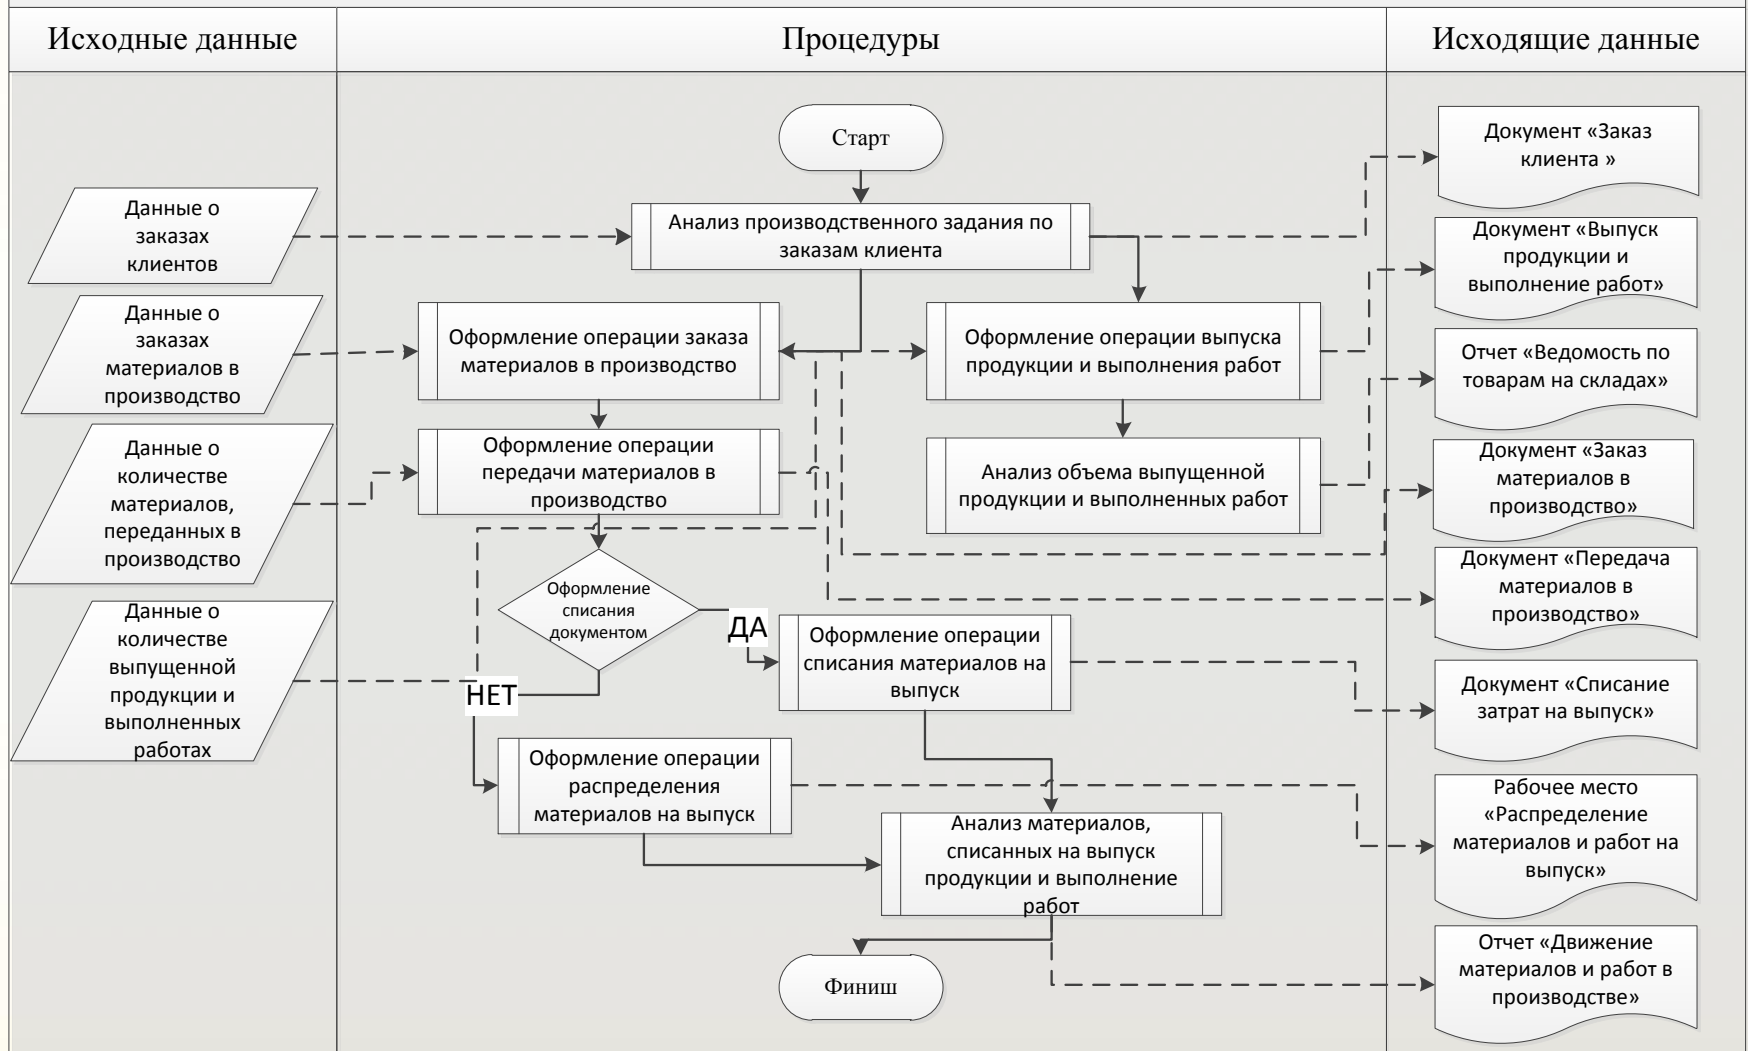 Исходные данные
Процедуры
Исходящие данные
Старт
Документ «Заказ
клиента »
Данные о
заказах
клиентов
Анализ производственного задания по
заказам клиента
Документ «Выпуск
продукции и
выполнение работ»
Данные о
заказах
материалов в
производство
Оформление операции заказа
материалов в производство
Оформление операции выпуска
продукции и выполнения работ
Отчет «Ведомость по
товарам на складах»
Данные о
количестве
материалов,
переданных в
производство
Оформление операции
передачи материалов в
производство
Анализ объема выпущенной
продукции и выполненных работ
Документ «Заказ
материалов в
производство»
Документ «Передача
материалов в
производство»
Данные о
количестве
выпущенной
продукции и
выполненных
работах
Оформление
списания
документом
ДА
Оформление операции
списания материалов на
выпуск
Документ «Списание
затрат на выпуск»
НЕТ
Оформление операции
распределения
материалов на выпуск
Рабочее место
«Распределение
материалов и работ на
выпуск»
Анализ материалов,
списанных на выпуск
продукции и выполнение
работ
Отчет «Движение
материалов и работ в
производстве»
Финиш